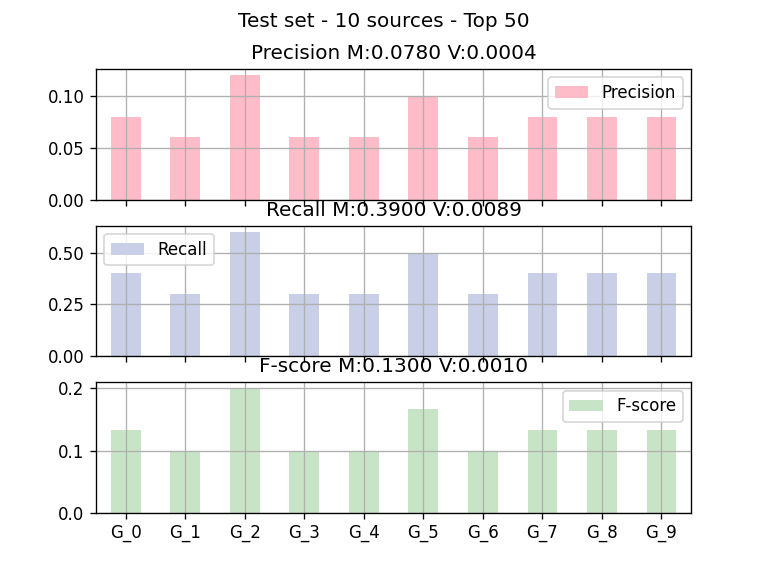 Test set - 10 sources - Top 50
Precision M:0.0780 V:0.0004
0.10
0.05
0.00
Precision
Recall M:0.3900 V:0.0089
0.50
0.25
0.00
Recall
F-score M:0.1300 V:0.0010
0.2
0.1
0.0
F-score
G_0 G_1 G_2 G_3 G_4 G_5 G_6 G_7 G_8 G_9